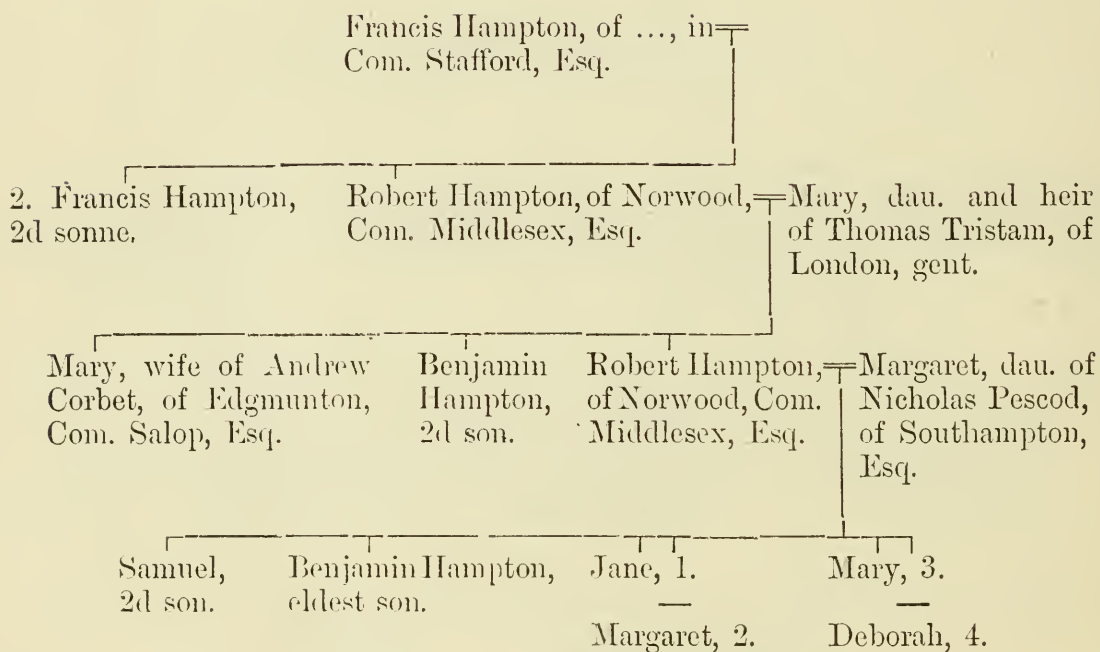 Francis Hampton, of ..., in
Com. Stafford, Esq.
2. Francis Hampton,
2d sonne.
Robert Hampton, of Norwood,
Com. Middlesex, Esq.
Mary, dau. and heir
of Thomas Tristam, of
London, gent.
Mary, wife of Andrew
Corbet, of Edgmunton,
Com. Salop, Esq.
Benjamin
Hampton,
2d son.
Robert Hampton,
of Norwood, Com.
Middlesex, Esq.
Margaret, dau. of
Nicholas Pescod,
of Southampton,
Esq.
Samuel,
2d son.
Benjamin Hampton,
eldest son.
Jane, 1.
—
Margaret, 2.
Mary, 3.
—
Deborah, 4.